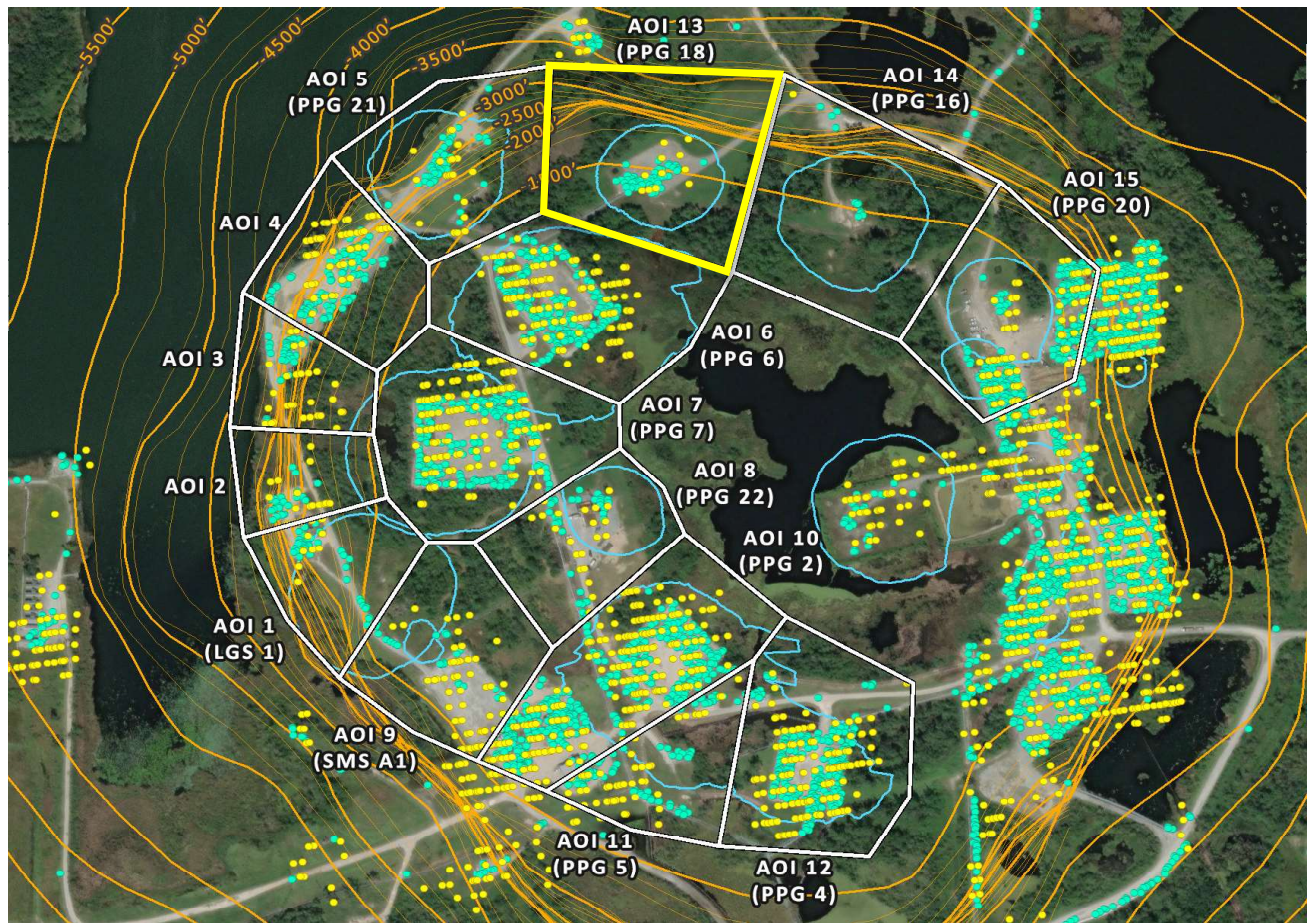 -5500'
-5000'
-4500'
-4000'
-3500'
AOI 13
(PPG 18)
AOI 5
(PPG 21)
AOI 14
(PPG 16)
-3000'
-2500'
-2000'
AOI 15
(PPG 20)
AOI 4
AOI 6
(PPG 6)
AOI 3
AOI 7
(PPG 7)
AOI 8
(PPG 22)
AOI 2
AOI 10
(PPG 2)
AOI 1
(LGS 1)
AOI 9
(SMS A1)
AOI 11
(PPG 5)
AOI 12
(PPG 4)